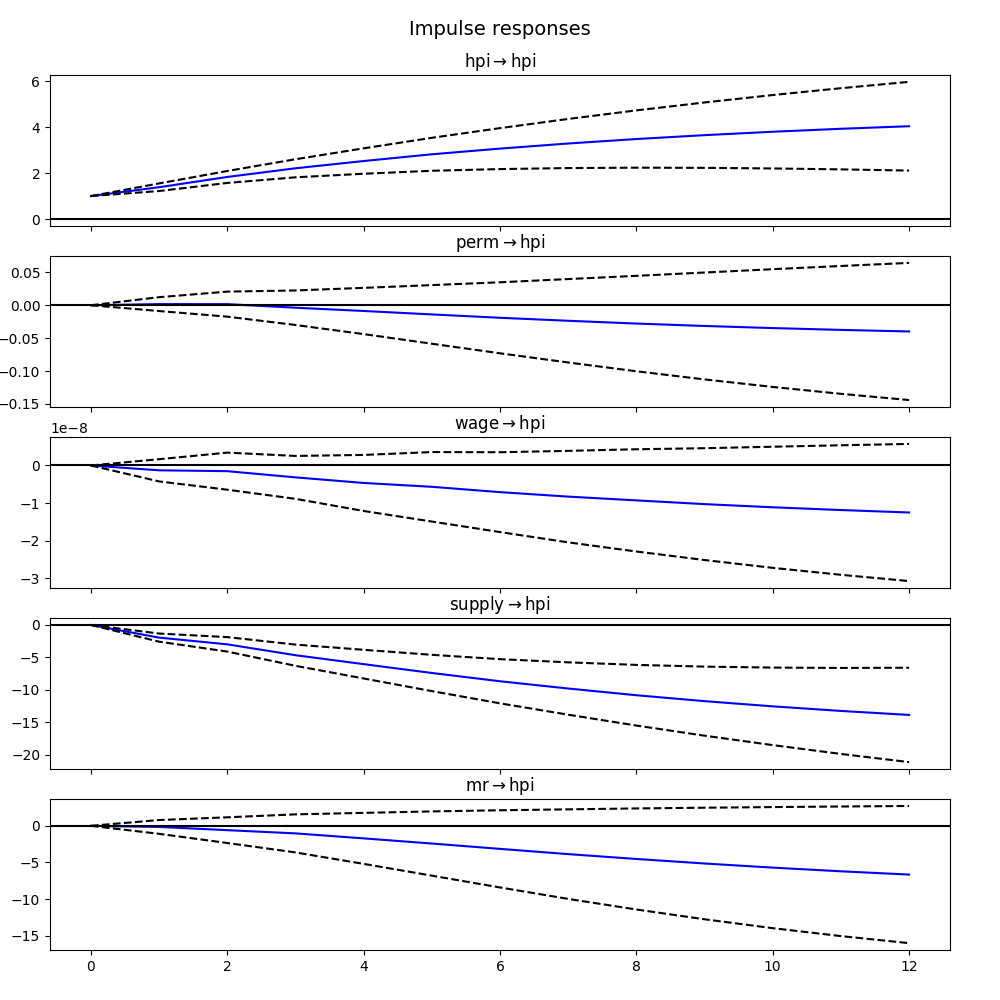 Impulse responses
hpi → hpi
6
4
2
0
perm → hpi
0.05
0.00
−0.05
−0.10
−0.15
wage → hpi
1e−8
0
−1
−2
−3
supply → hpi
0
−5
−10
−15
−20
mr → hpi
0
−5
−10
−15
0 2 4 6 8 10 12